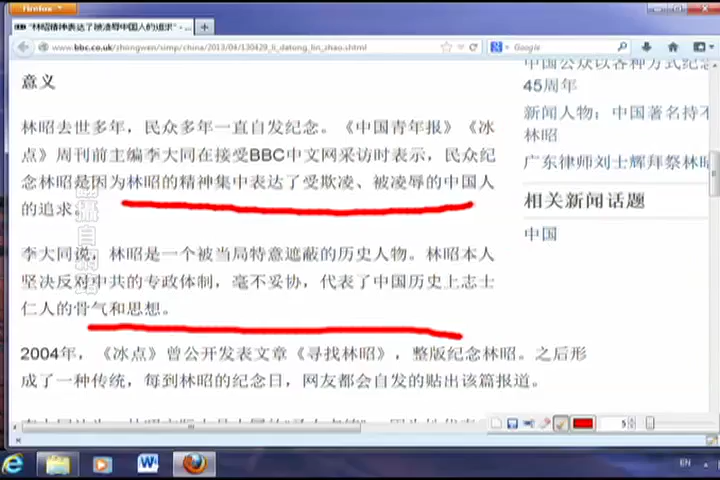 Firefox
"林昭精神表达了被凌辱中国人的追求" - ...
www.bbc.co.uk/zhongwen/simp/china/2013/04/130429_li_datong_lin_zhao.shtml
Google
意义
林昭去世多年，民众多年一直自发纪念。《中国青年报》《冰
点》周刊前主编李大同在接受BBC中文网采访时表示，民众纪
念林昭是因为林昭的精神集中表达了受欺凌、被凌辱的中国人
的追求。
李大同说，林昭是一个被当局特意遮蔽的历史人物。林昭本人
坚决反对中共的专政体制，毫不妥协，代表了中国历史上志士
仁人的骨气和思想。
2004年，《冰点》曾公开发表文章《寻找林昭》，整版纪念林昭。之后形
成了一种传统，每到林昭的纪念日，网友都会自发的贴出该篇报道。
中国公众以各种方式纪念
45周年
新闻人物：中国著名持不
林昭
广东律师刘士辉拜祭林昭
相关新闻话题
中国
翻攝自網路
5
EN